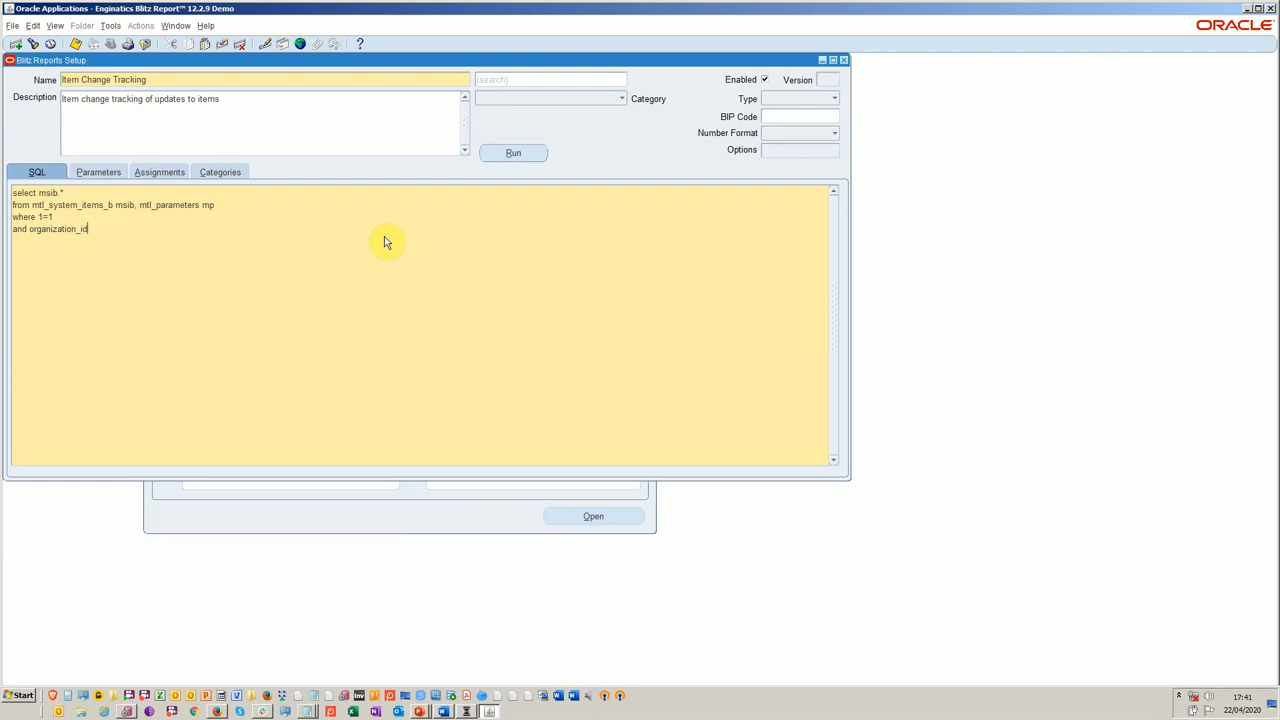 Oracle Applications - Enginatics Blitz Report™ 12.2.9 Demo
File Edit View Folder Tools Actions Window Help
ORACLE
Blitz Reports Setup
Name Item Change Tracking (search) Enabled Version
Description Item change tracking of updates to items Category Type
BIP Code
Number Format
Options
Run
SQL Parameters Assignments Categories
select msib.*
from mtl_system_items_b msib, mtl_parameters mp
where 1=1
and organization_id
Open
Start
17:41
22/04/2020